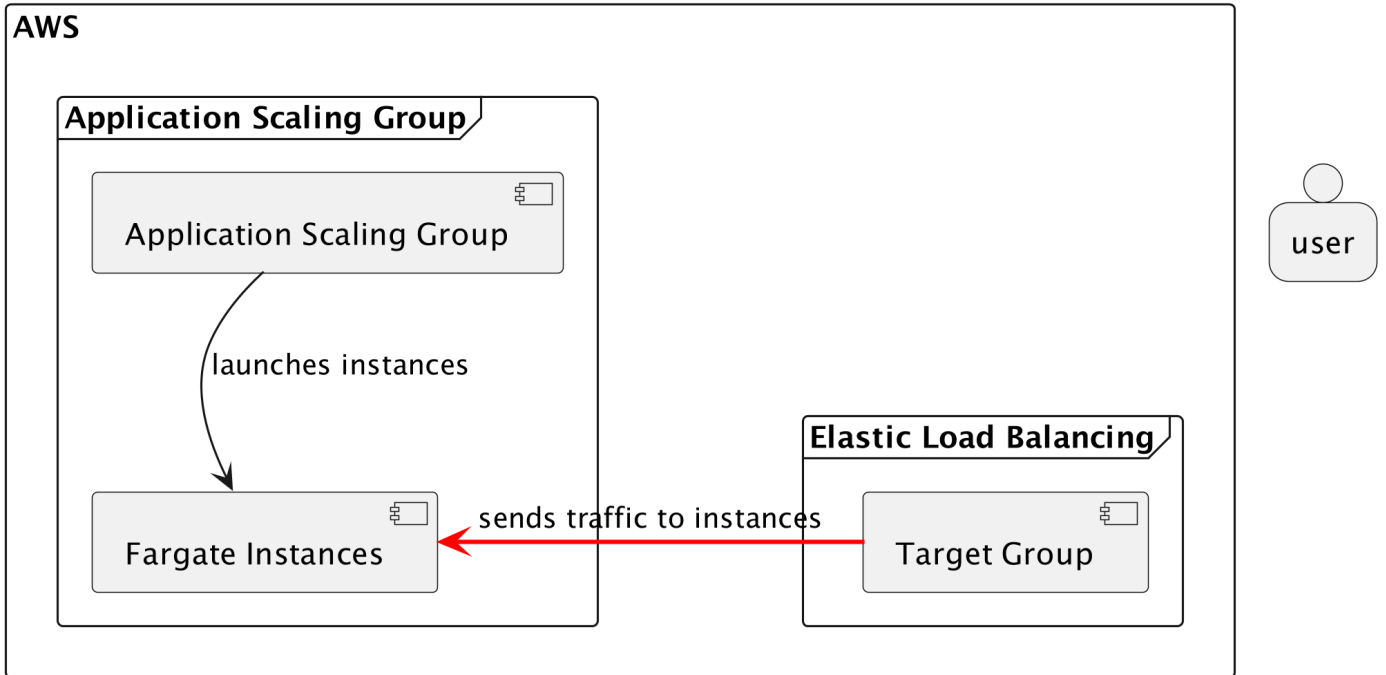 AWS
Application Scaling Group
Application Scaling Group
user
launches instances
Elastic Load Balancing
sends traffic to instances
Fargate Instances
Target Group